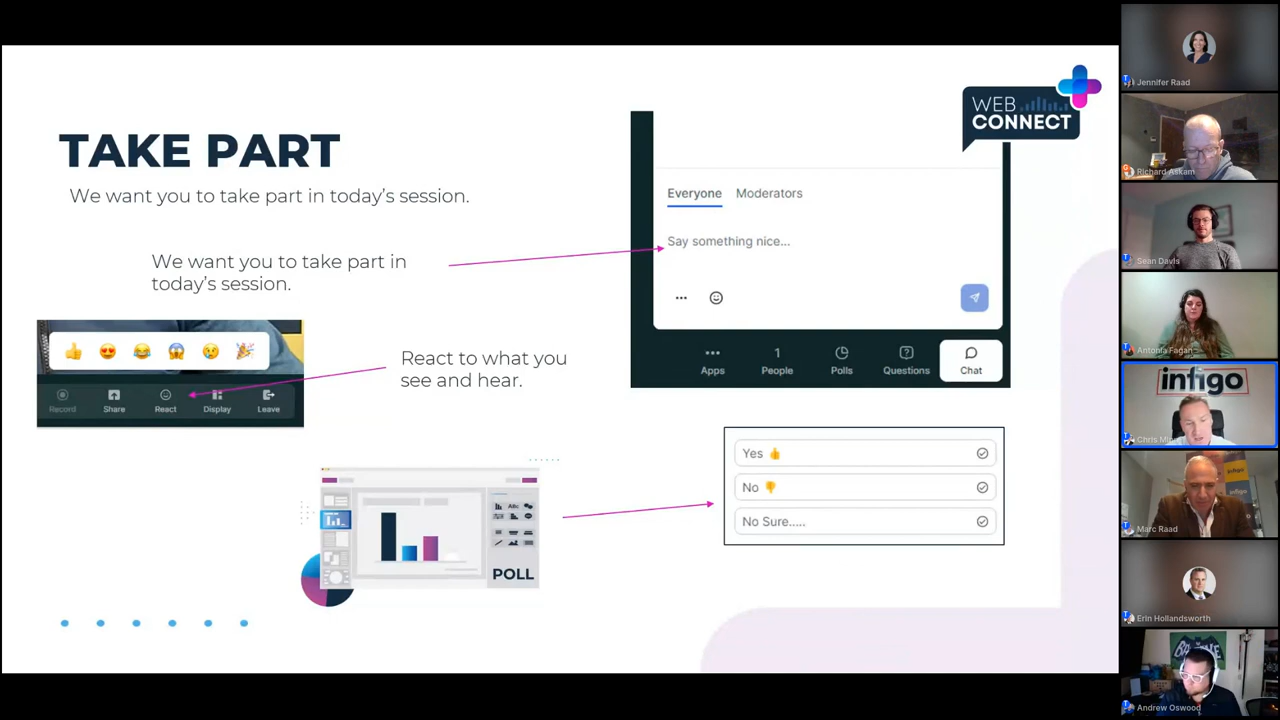 TAKE PART
We want you to take part in today's session.
We want you to take part in
today's session.
React to what you
see and hear.
Record
Share
React
Display
Leave
POLL
WEB
CONNECT
Everyone
Moderators
Say something nice...
1
Apps
People
Polls
Questions
Chat
Yes 👍
No 👎
No Sure.....
Jennifer Raad
Richard Askam
Sean Davis
Antonia Fagan
infigo
Marc Raad
infigo
Erin Hollandsworth
Andrew Oswood